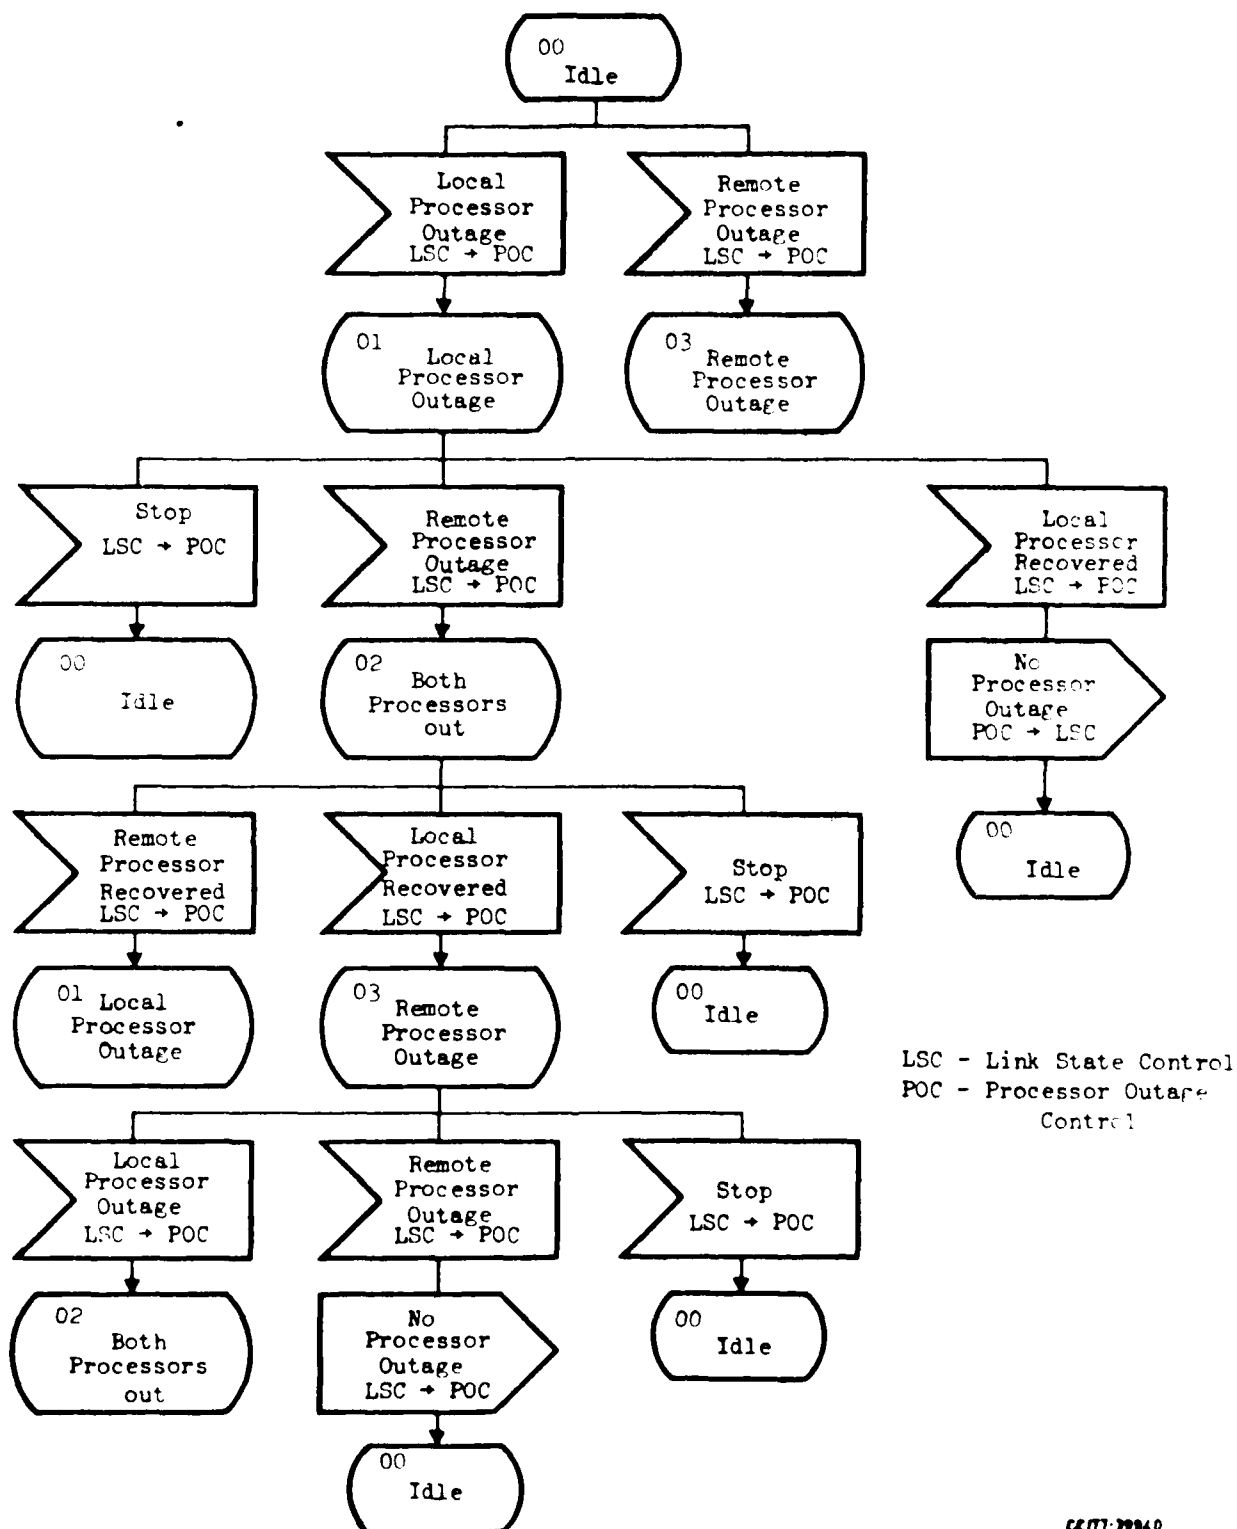 00
Idle
Local
Processor
Outage
LSC → POC
Remote
Processor
Outage
LSC → POC
01
Local
Processor
Outage
03
Remote
Processor
Outage
Stop
LSC → POC
Remote
Processor
Outage
LSC → POC
Local
Processor
Recovered
LSC → POC
00
Idle
02
Both
Processors
out
No
Processor
Outage
POC → LSC
00
Idle
Remote
Processor
Recovered
LSC → POC
Local
Processor
Recovered
LSC → POC
Stop
LSC → POC
01 Local
Processor
Outage
03
Remote
Processor
Outage
00
Idle
LSC - Link State Control
POC - Processor Outage
Control
Local
Processor
Outage
LSC → POC
Remote
Processor
Outage
LSC → POC
Stop
LSC → POC
02
Both
Processors
out
No
Processor
Outage
LSC → POC
00
Idle
00
Idle